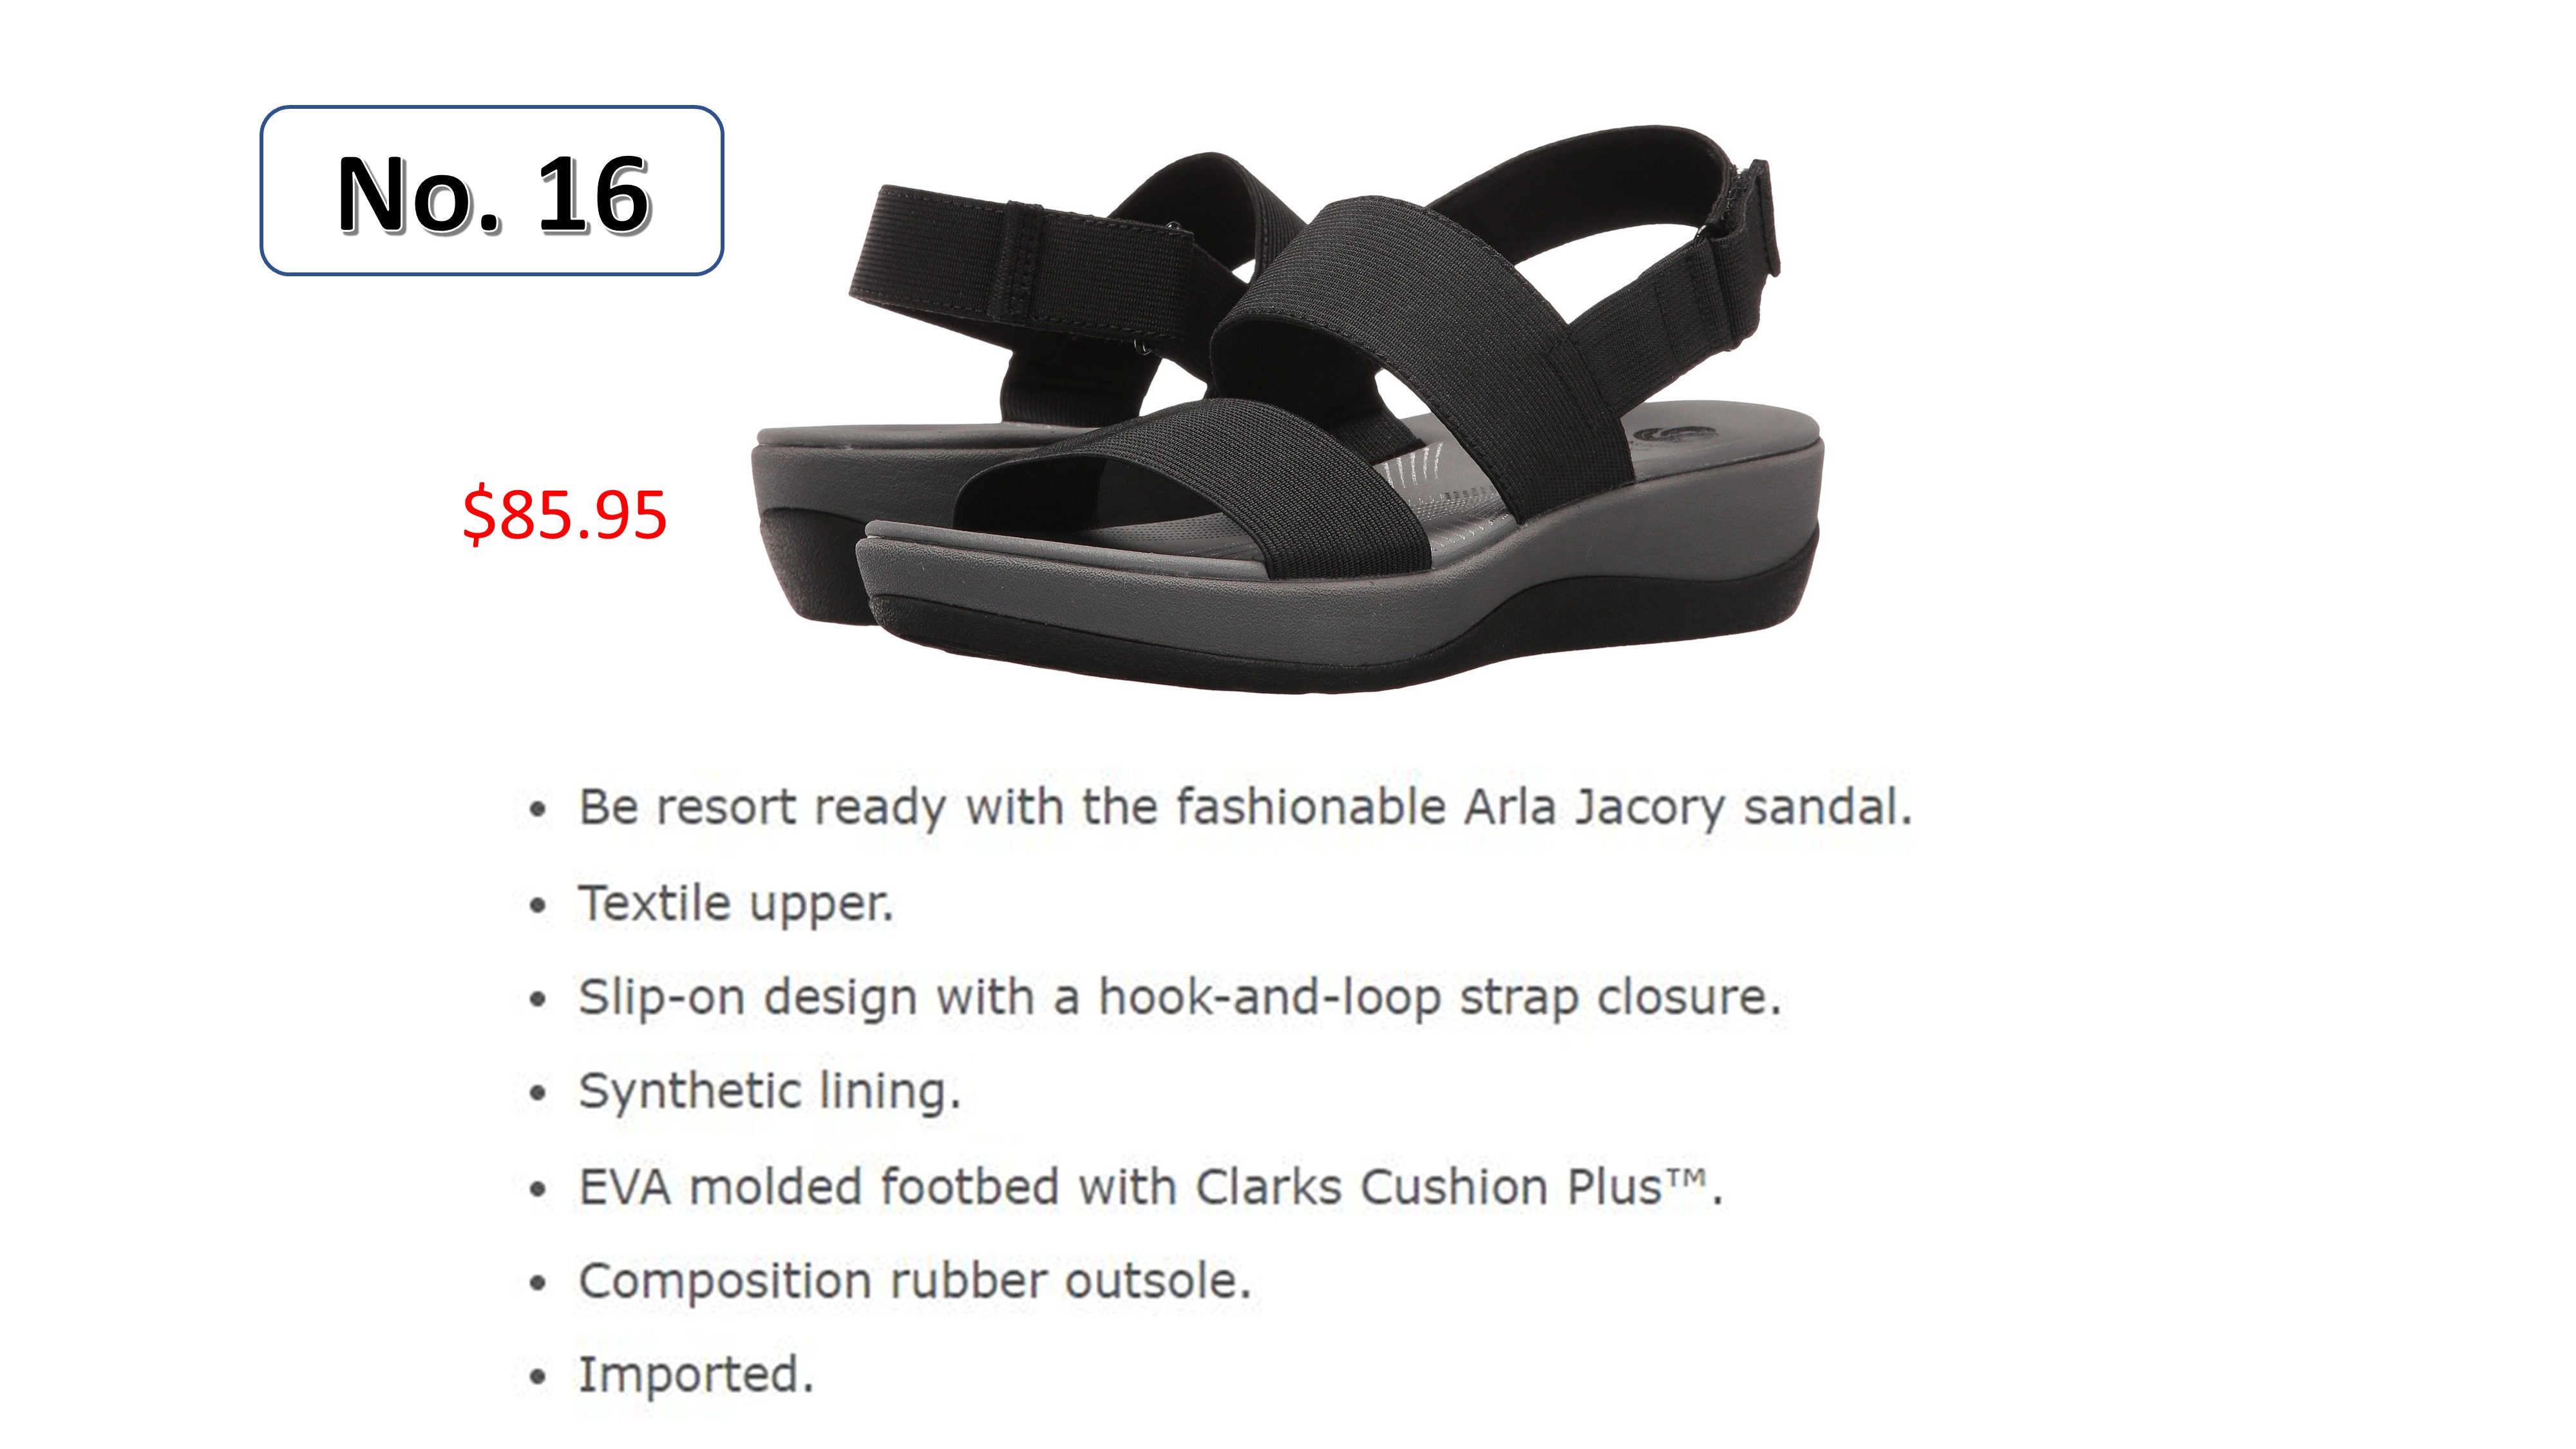 No. 16
$85.95
• Be resort ready with the fashionable Arla Jacory sandal.
• Textile upper.
• Slip-on design with a hook-and-loop strap closure.
• Synthetic lining.
• EVA molded footbed with Clarks Cushion Plus™.
• Composition rubber outsole.
• Imported.